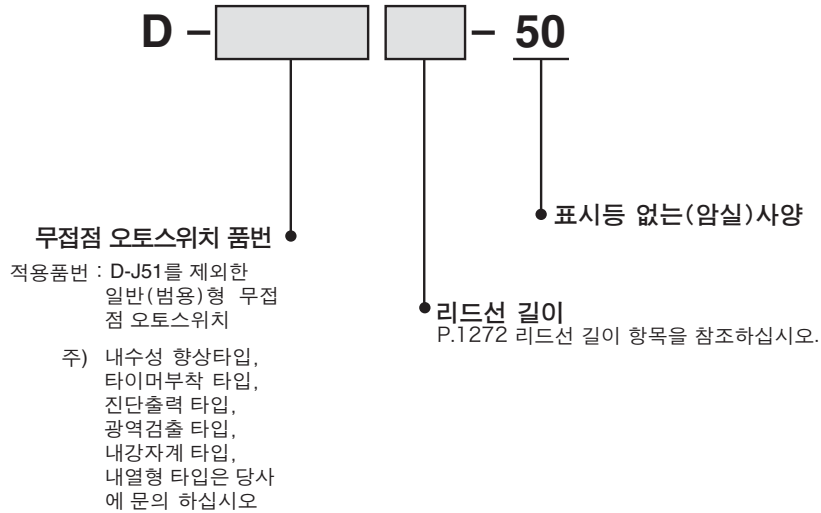 D - - 50
표시등 없는(암실)사양
무접점 오토스위치 품번
적용품번 : D-J51를 제외한
일반(범용)형 무접
점 오토스위치
리드선 길이
P.1272 리드선 길이 항목을 참조하십시오.
주) 내수성 향상타입,
타이머부착 타입,
진단출력 타입,
광역검출 타입,
내강자계 타입,
내열형 타입은 당사
에 문의 하십시오